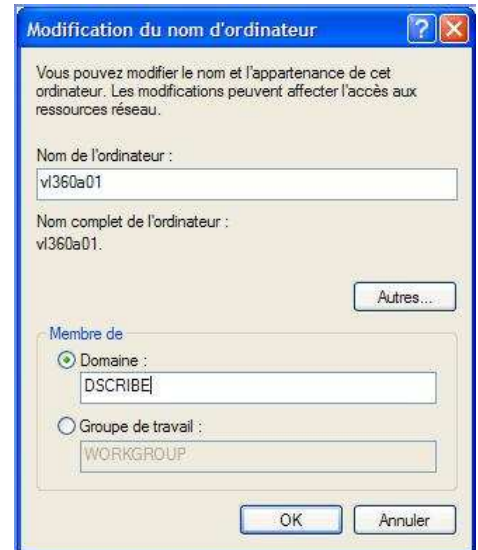 Modification du nom d'ordinateur
Vous pouvez modifier le nom et l'appartenance de cet
ordinateur. Les modifications peuvent affecter l'accès aux
ressources réseau.
Nom de l'ordinateur :
vl360a01
Nom complet de l'ordinateur :
vl360a01.
Autres...
Membre de
Domaine :
DSCRIBE
Groupe de travail :
WORKGROUP
OK
Annuler